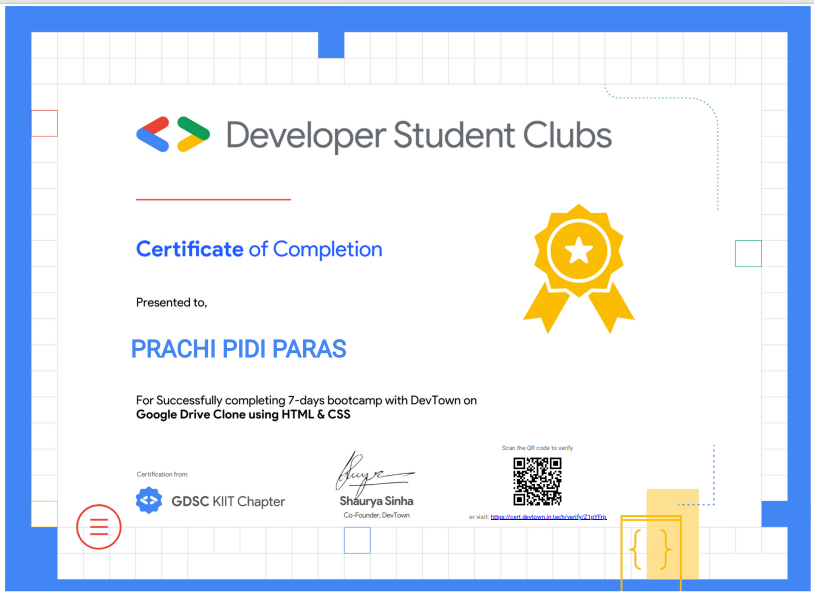 Developer Student Clubs
Certificate of Completion
Presented to,
PRACHI PIDI PARAS
For Successfully completing 7-days bootcamp with DevTown on
Google Drive Clone using HTML & CSS
Scan the QR code to verify
Certification from
GDSC KIIT Chapter
Shaurya Sinha
Co-Founder, DevTown
or visit: https://cert.devtown.in.tech/verify/Z1pYFrp
{ }